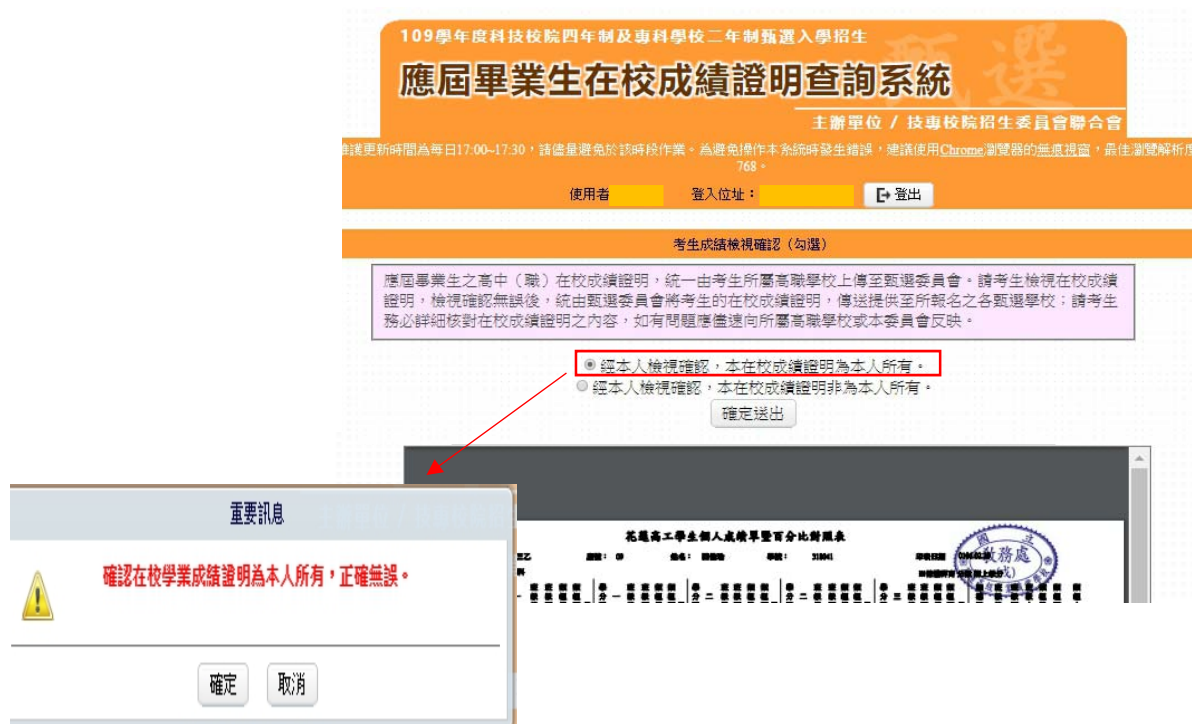 109學年度科技校院四年制及專科學校二年制甄選入學招生
甄選
應屆畢業生在校成績證明查詢系統
主辦單位 / 技專校院招生委員會聯合會
維護更新時間為每日17:00~17:30,請儘量避免於該時段作業。為避免操作本系統時發生錯誤,建議使用Chrome瀏覽器的無痕視窗,最佳瀏覽解析度
768。
使用者 登入位址: 登出
考生成績檢視確認(勾選)
應屆畢業生之高中(職)在校成績證明,統一由考生所屬高職學校上傳至甄選委員會。請考生檢視在校成績
證明,檢視確認無誤後,統由甄選委員會將考生的在校成績證明,傳送提供至所報名之各甄選學校;請考生
務必詳細核對在校成績證明之內容,如有問題應儘速向所屬高職學校或本委員會反映。
經本人檢視確認,本在校成績證明為本人所有。
經本人檢視確認,本在校成績證明非為本人所有。
確定送出
重要訊息
確認在校學業成績證明為本人所有,正確無誤。
確定 取消
花蓮高工學生個人成績單暨百分比對照表
教務處